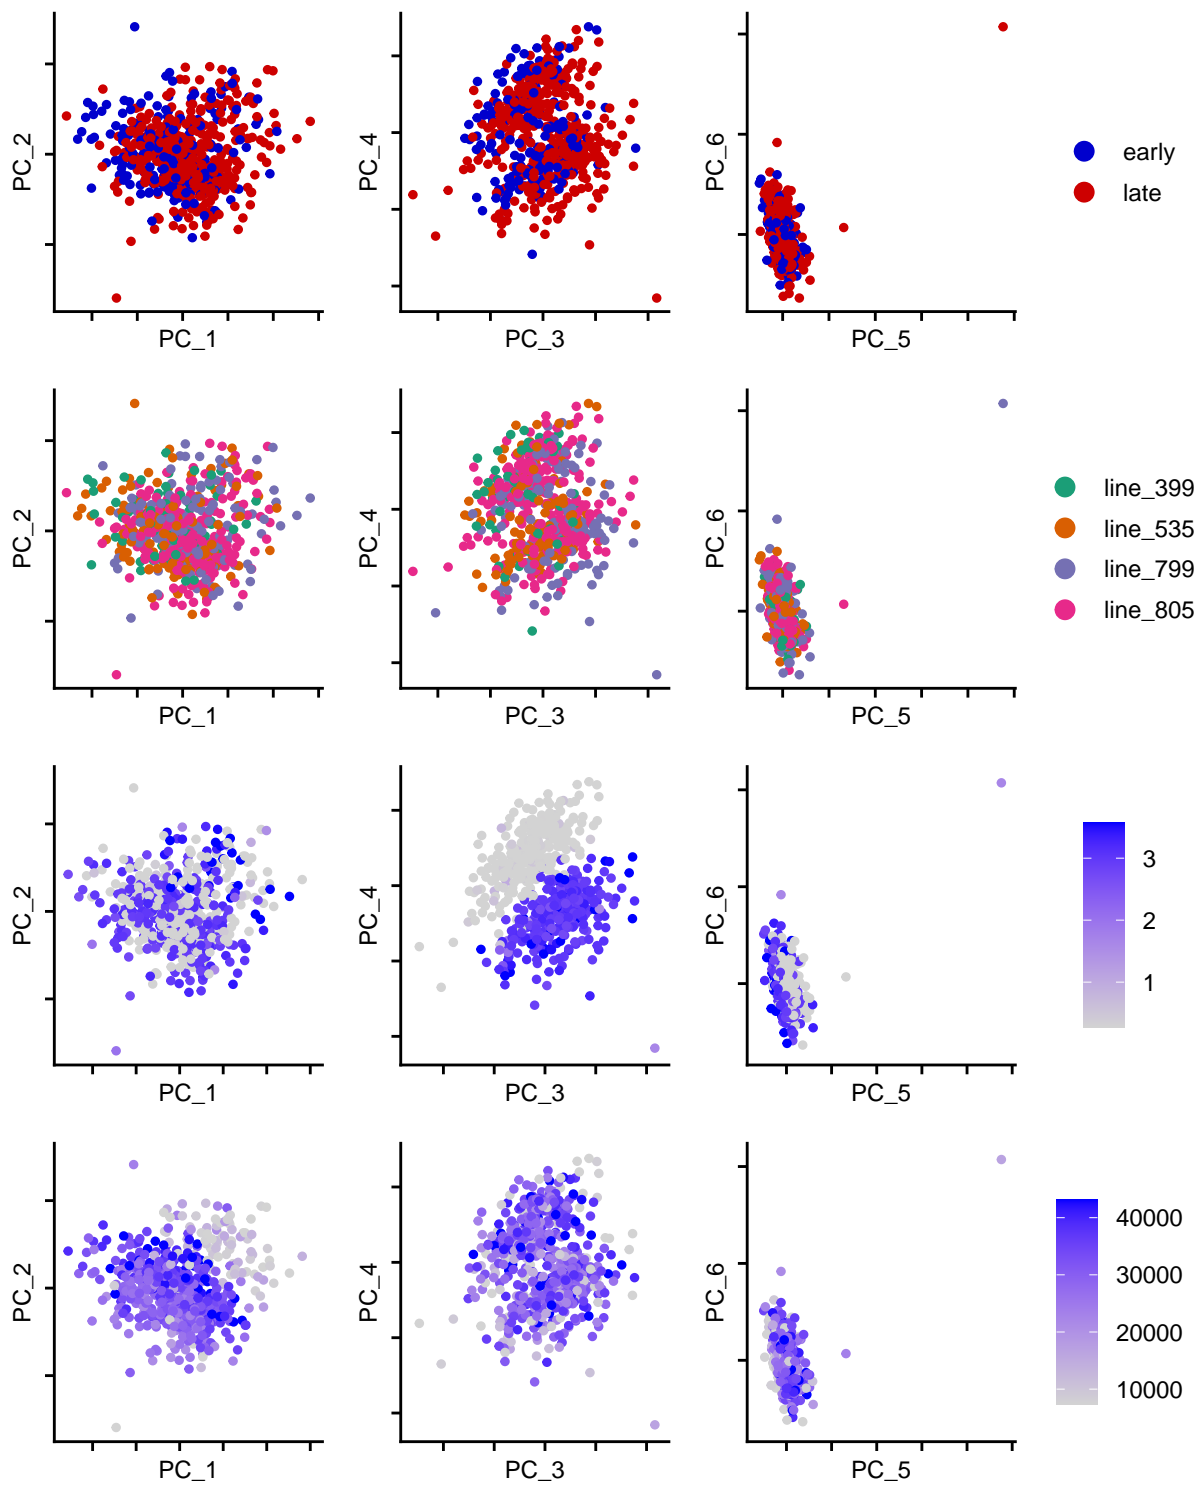 PC_2
PC_1
PC_4
PC_3
PC_6
PC_5
early
late
PC_2
PC_1
PC_4
PC_3
PC_6
PC_5
line_399
line_535
line_799
line_805
PC_2
PC_1
PC_4
PC_3
PC_6
PC_5
3
2
1
PC_2
PC_1
PC_4
PC_3
PC_6
PC_5
40000
30000
20000
10000